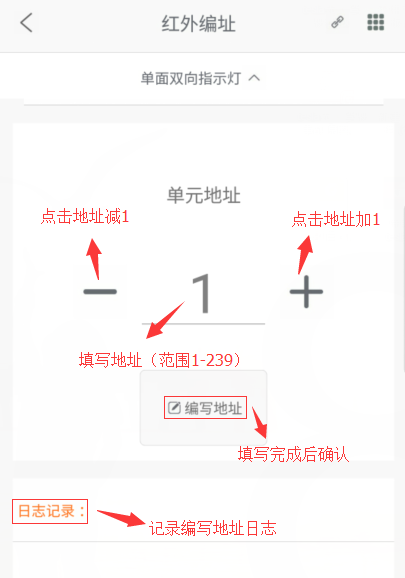 红外编址
单面双向指示灯
单元地址
点击地址减1
点击地址加1
1
填写地址（范围1-239）
编写地址
填写完成后确认
日志记录：
记录编写地址日志